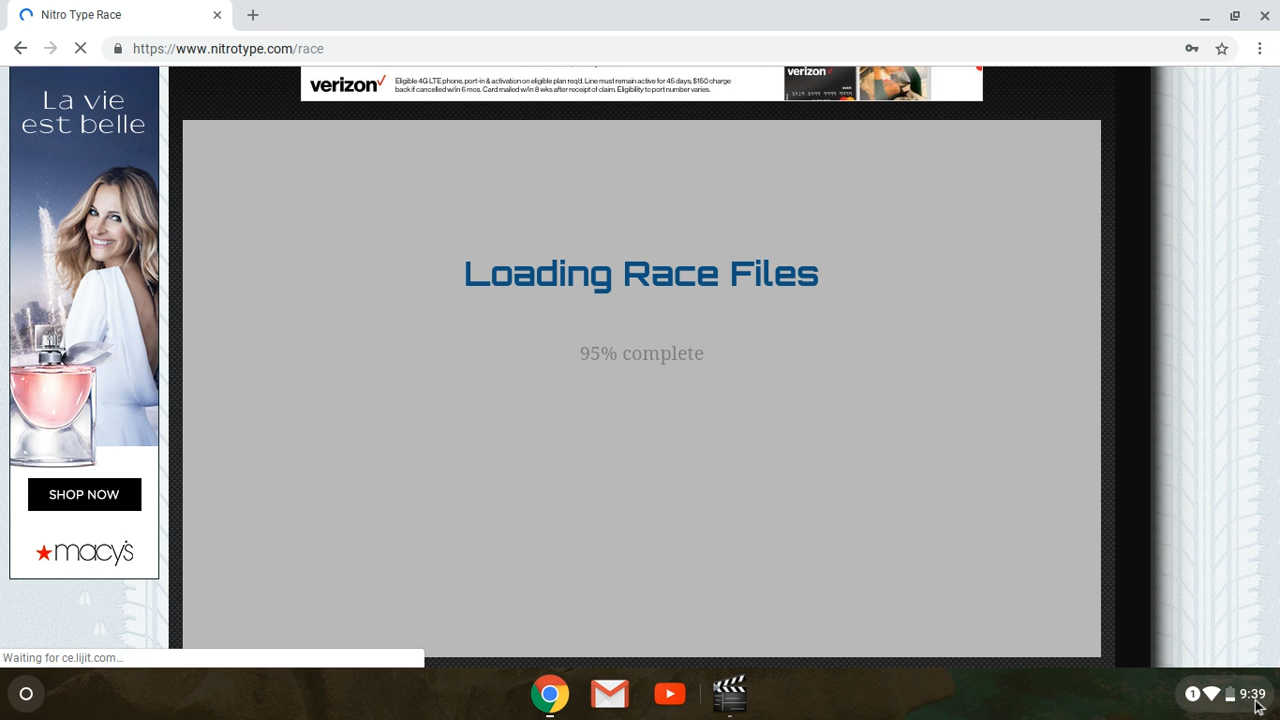 Nitro Type Race
https://www.nitrotype.com/race
La vie
est belle
SHOP NOW
macy's
verizon
Eligible 4G LTE phone, port-in & activation on eligible plan req'd. Line must remain active for 45 days; $150 charge
back if cancelled w/in 6 mos. Card mailed w/in 8 wks after receipt of claim. Eligibility to port number varies.
verizon
Loading Race Files
95% complete
Waiting for ce.lijit.com...
1
9:39